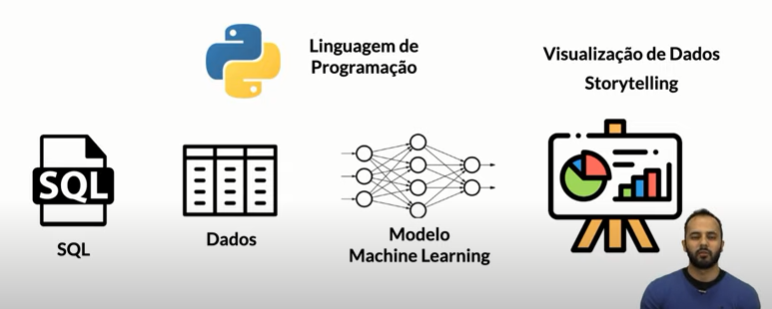 Linguagem de
Programação
Visualização de Dados
Storytelling
SQL
SQL
Dados
Modelo
Machine Learning